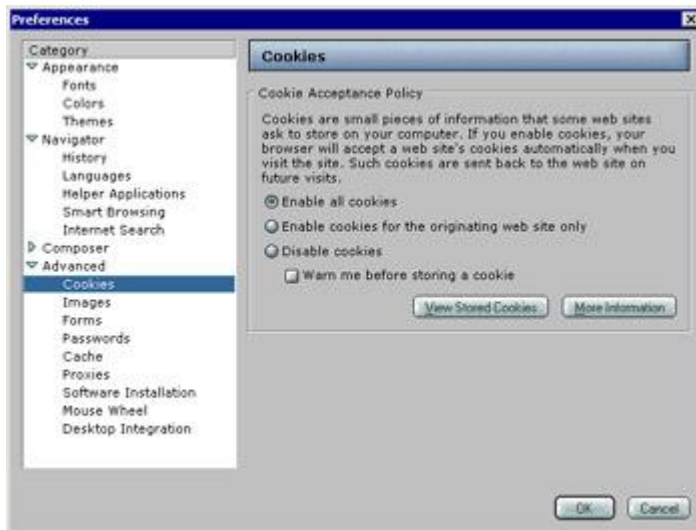 Preferences
Category
Appearance
Fonts
Colors
Themes
Navigator
History
Languages
Helper Applications
Smart Browsing
Internet Search
Composer
Advanced
Cookies
Images
Forms
Passwords
Cache
Proxies
Software Installation
Mouse Wheel
Desktop Integration
Cookies
Cookie Acceptance Policy
Cookies are small pieces of information that some web sites
ask to store on your computer. If you enable cookies, your
browser will accept a web site's cookies automatically when you
visit the site. Such cookies are sent back to the web site on
future visits.
Enable all cookies
Enable cookies for the originating web site only
Disable cookies
Warn me before storing a cookie
View Stored Cookies
More Information
OK
Cancel